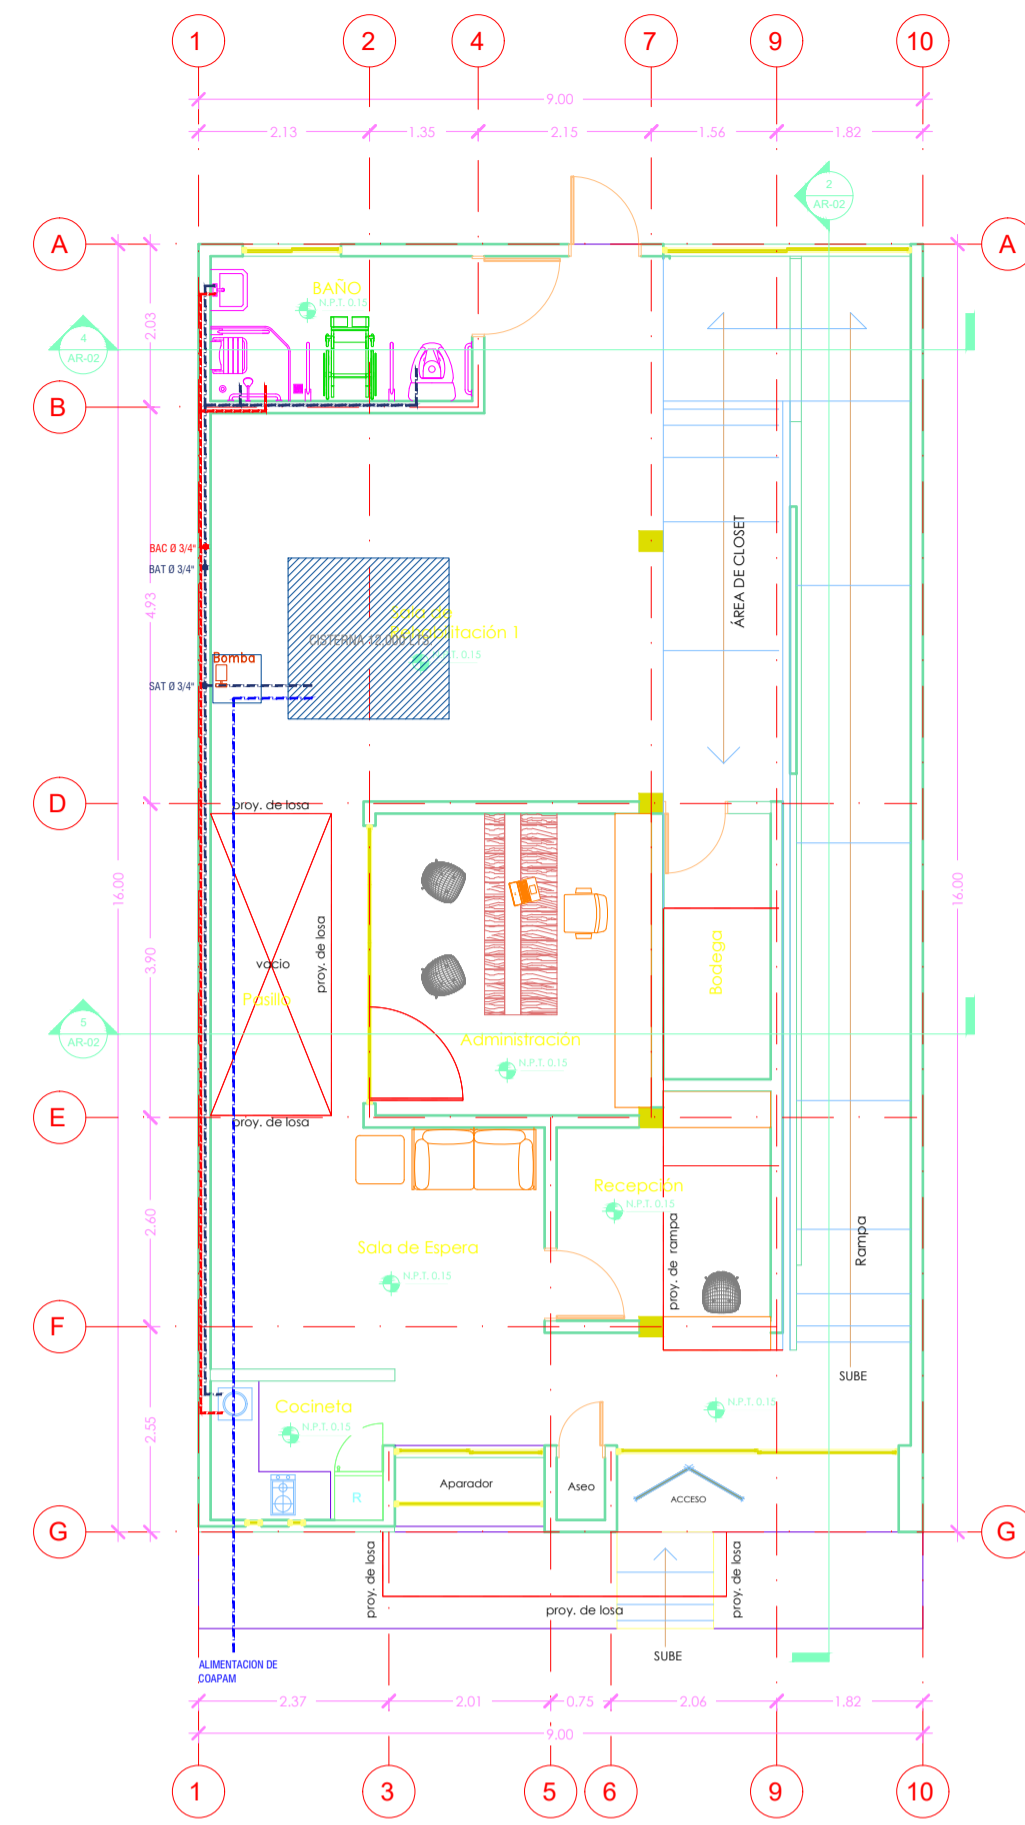 1 2 4 7 9 10
9.00
2.13 1.35 2.15 1.56 1.82
2
AR-02
A A
BAÑO
N.P.T. 0.15
2.03
4
AR-02
B
BAC Ø 3/4"
BAT Ø 3/4"
ÁREA DE CLOSET
4.93
CISTERNA 12,000 LTS.
Sala de
Rehabilitación 1
N.P.T. 0.15
Bomba
SAT Ø 3/4"
D
proy. de losa
16.00
16.00
3.90
proy. de losa
vacio
Pasillo
Bodega
Administración
N.P.T. 0.15
5
AR-02
E
proy. de losa
Recepción
N.P.T. 0.15
2.60
Sala de Espera
N.P.T. 0.15
proy. de rampa
Rampa
F
SUBE
Cocineta
N.P.T. 0.15
N.P.T. 0.15
2.55
R
Aparador
Aseo
ACCESO
G G
proy. de losa
proy. de losa
proy. de losa
SUBE
ALIMENTACION DE
COAPAM
2.37 2.01 0.75 2.06 1.82
9.00
1 3 5 6 9 10